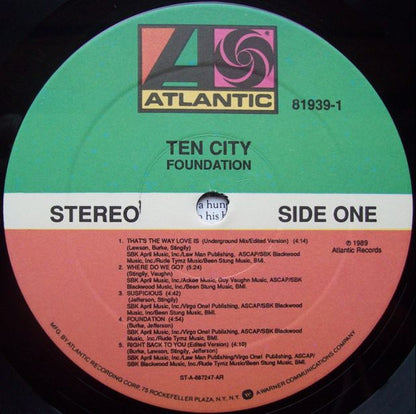 ATLANTIC
81939-1
TEN CITY
FOUNDATION
a hun
his
STEREO
SIDE ONE
1. THAT'S THE WAY LOVE IS (Underground Mix/Edited Version) (4:14)
(Lawson, Burke, Stingily)
SBK April Music, Inc./Law Man Publishing, ASCAP/SBK Blackwood
Music, Inc./Rude Tymz Music/Been Stung Music, BMI.
2. WHERE DO WE GO? (5:24)
(Stingily, Vaughn)
SBK April Music, Inc./Ackee Music, Guy Vaughn Music, ASCAP/SBK
Blackwood Music, Inc./Been Stung Music, BMI.
3. SUSPICIOUS (4:42)
(Jefferson, Stingily)
SBK April Music, Inc./Virgo One! Publishing, ASCAP/SBK Blackwood
Music, Inc./Been Stung Music, BMI.
4. FOUNDATION (4:54)
(Burke, Jefferson)
SBK April Music, Inc./Virgo One! Publishing, ASCAP/SBK Blackwood
Music, Inc./Rude Tymz Music, BMI.
5. RIGHT BACK TO YOU (Edited Version) (4:10)
(Burke, Lawson, Stingily, Jefferson)
SBK April Music, Inc./Law Man Publishing/Virgo One! Publishing, ASCAP/
SBK Blackwood Music, Inc./Rude Tymz Music/Been Stung Music, BMI.
℗ 1989
Atlantic Records
ST-A-887247-AR
MFG. BY ATLANTIC RECORDING CORP. 75 ROCKEFELLER PLAZA, N.Y., N.Y. A WARNER COMMUNICATIONS COMPANY